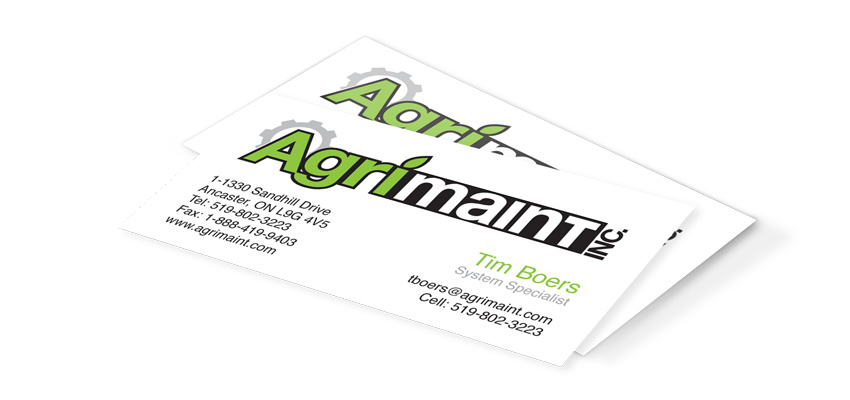 Agrimaint INC.
1-1330 Sandhill Drive
Ancaster, ON L9G 4V5
Tel: 519-802-3223
Fax: 1-888-419-9403
www.agrimaint.com
Tim Boers
System Specialist
tboers@agrimaint.com
Cell: 519-802-3223
Agrim